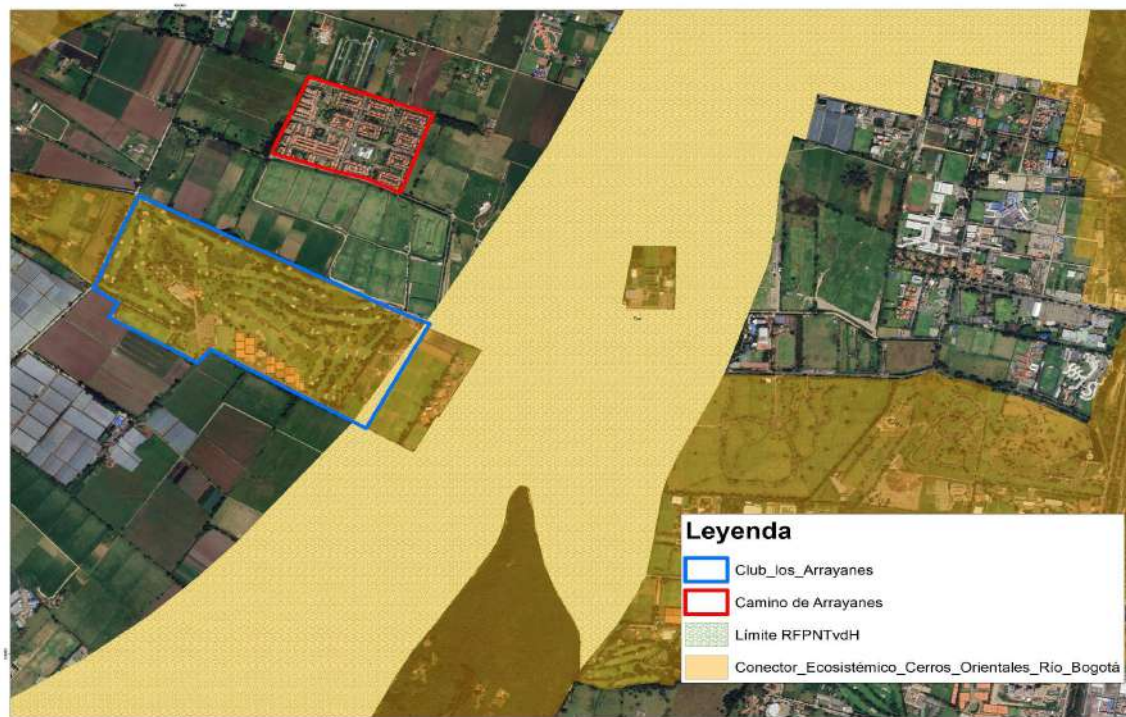 Leyenda
Club_los_Arrayanes
Camino de Arrayanes
Límite RFPNTvdH
Conector_Ecosistémico_Cerros_Orientales_Río_Bogotá